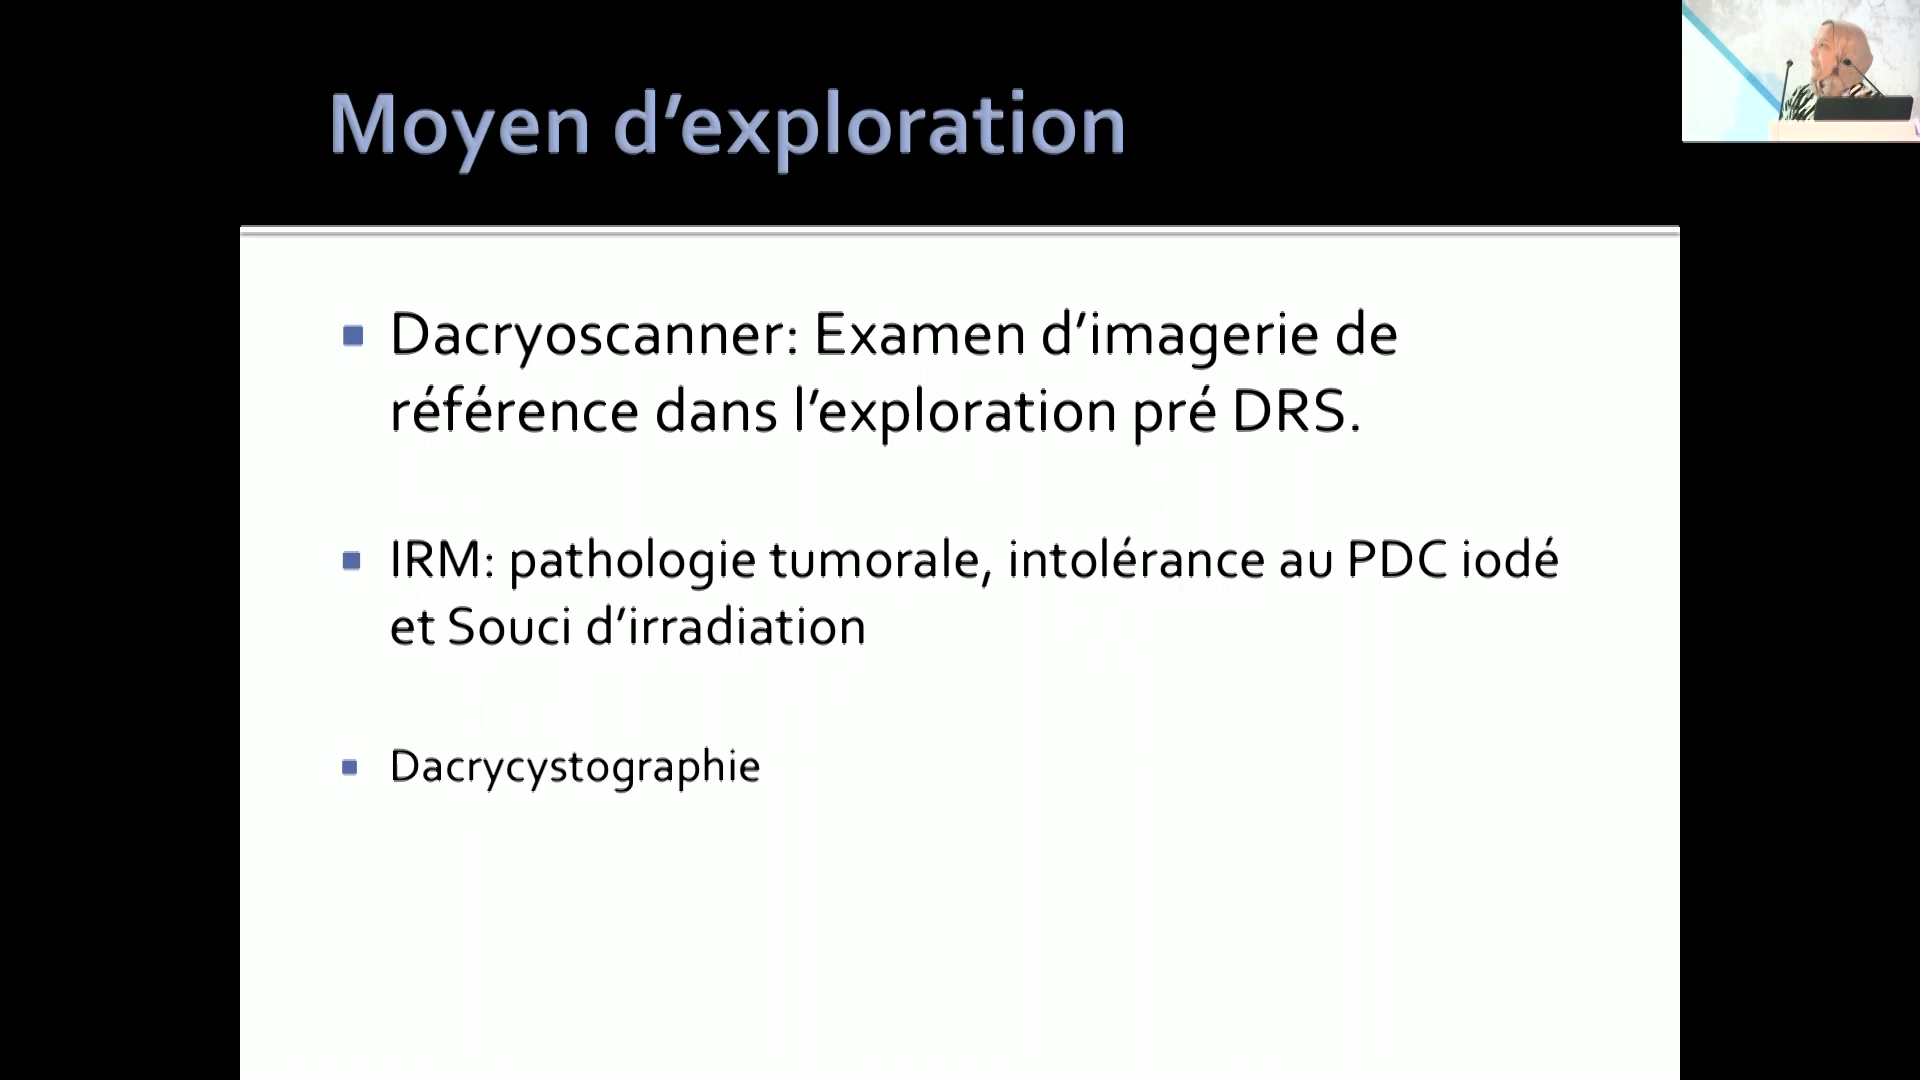 Moyen d’exploration
Dacryoscanner: Examen d’imagerie de
référence dans l’exploration pré DRS.
IRM: pathologie tumorale, intolérance au PDC iodé
et Souci d’irradiation
Dacrycystographie